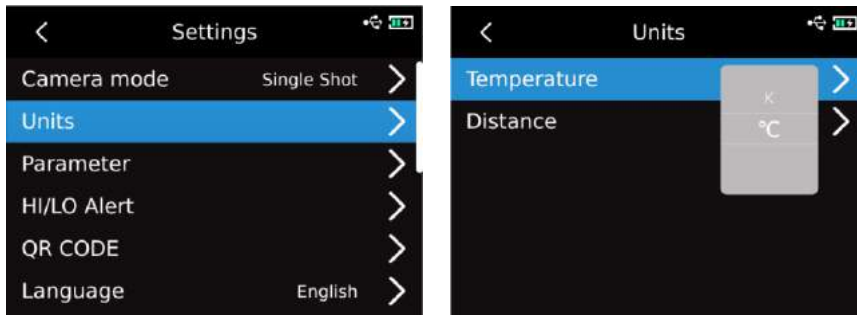 Settings
Camera mode Single Shot
Units
Parameter
HI/LO Alert
QR CODE
Language English
Units
Temperature
K
Distance
°C